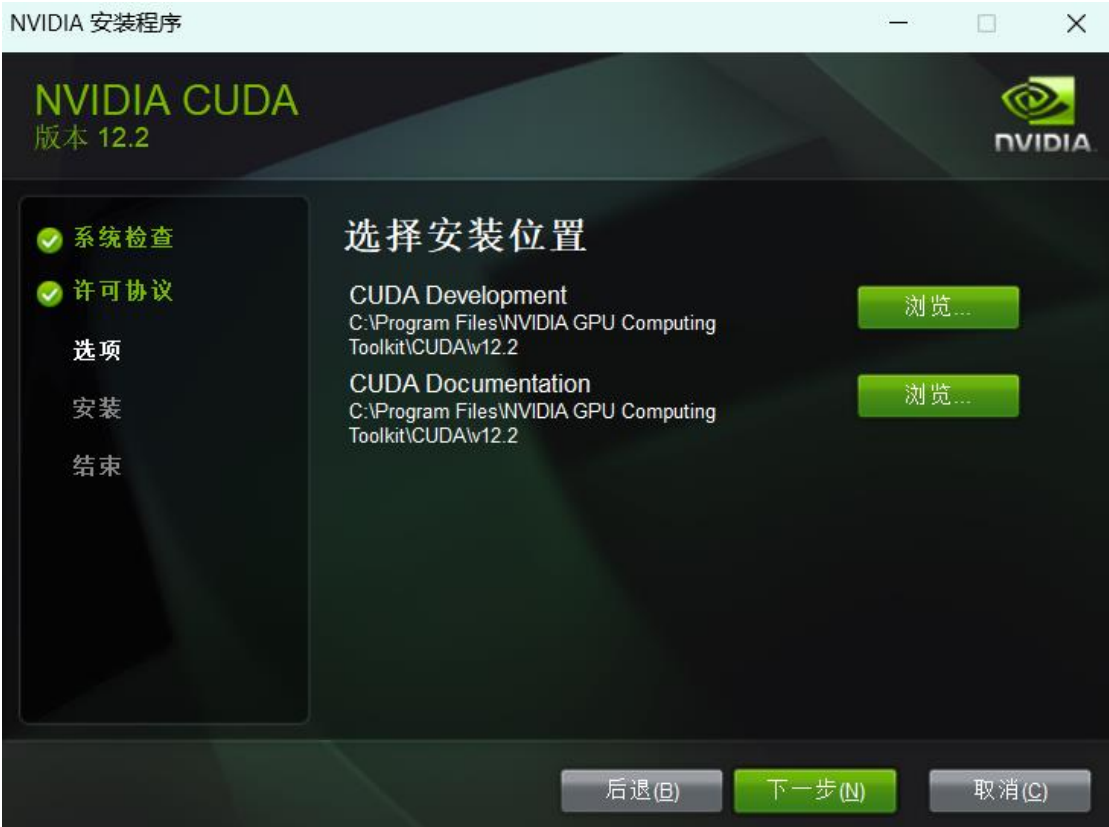 NVIDIA 安装程序
NVIDIA CUDA
版本 12.2
NVIDIA
系统检查
许可协议
选项
安装
结束
选择安装位置
CUDA Development
C:\Program Files\NVIDIA GPU Computing
Toolkit\CUDA\v12.2
浏览...
CUDA Documentation
C:\Program Files\NVIDIA GPU Computing
Toolkit\CUDA\v12.2
浏览...
后退(B)
下一步(N)
取消(C)